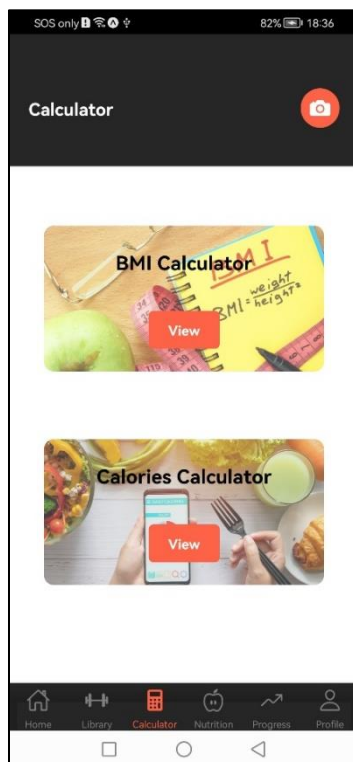 SOS only
82% 18:36
Calculator
BMI Calculator
BMI
BMI = weight
height²
View
Calories Calculator
View
Home Library Calculator Nutrition Progress Profile